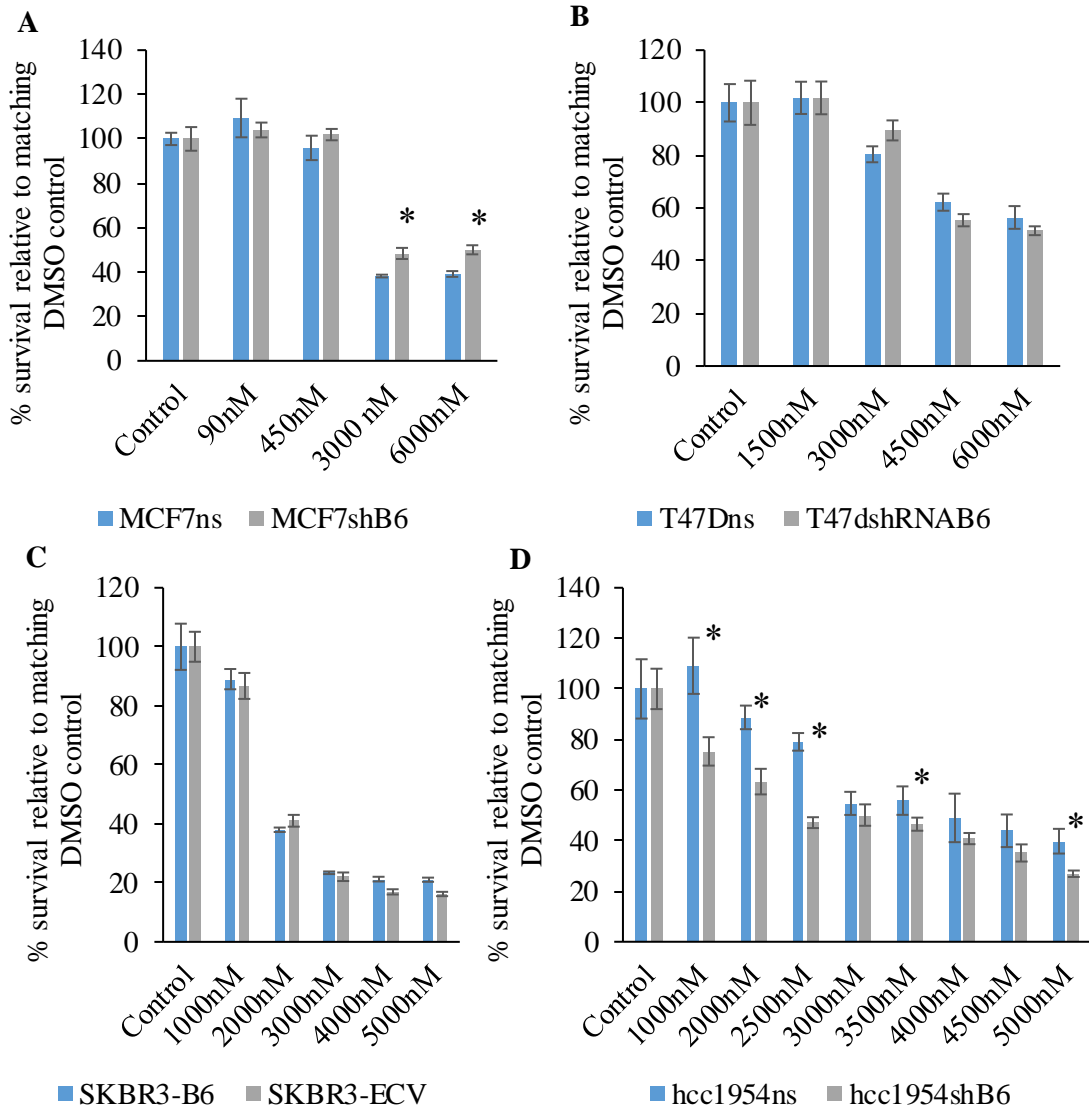 A
% survival relative to matching
DMSO control
140
120
100
80
60
40
20
0
*
*
Control
90nM
450nM
3000 nM
6000nM
MCF7ns
MCF7shB6
B
% survival relative to matching
DMSO control
120
100
80
60
40
20
0
Control
1500nM
3000nM
4500nM
6000nM
T47Dns
T47dshRNAB6
C
% survival relative to matching
DMSO control
120
100
80
60
40
20
0
Control
1000nM
2000nM
3000nM
4000nM
5000nM
SKBR3-B6
SKBR3-ECV
D
% survival relative to matching
DMSO control
140
120
100
80
60
40
20
0
*
*
*
*
*
Control
1000nM
2000nM
2500nM
3000nM
3500nM
4000nM
4500nM
5000nM
hcc1954ns
hcc1954shB6